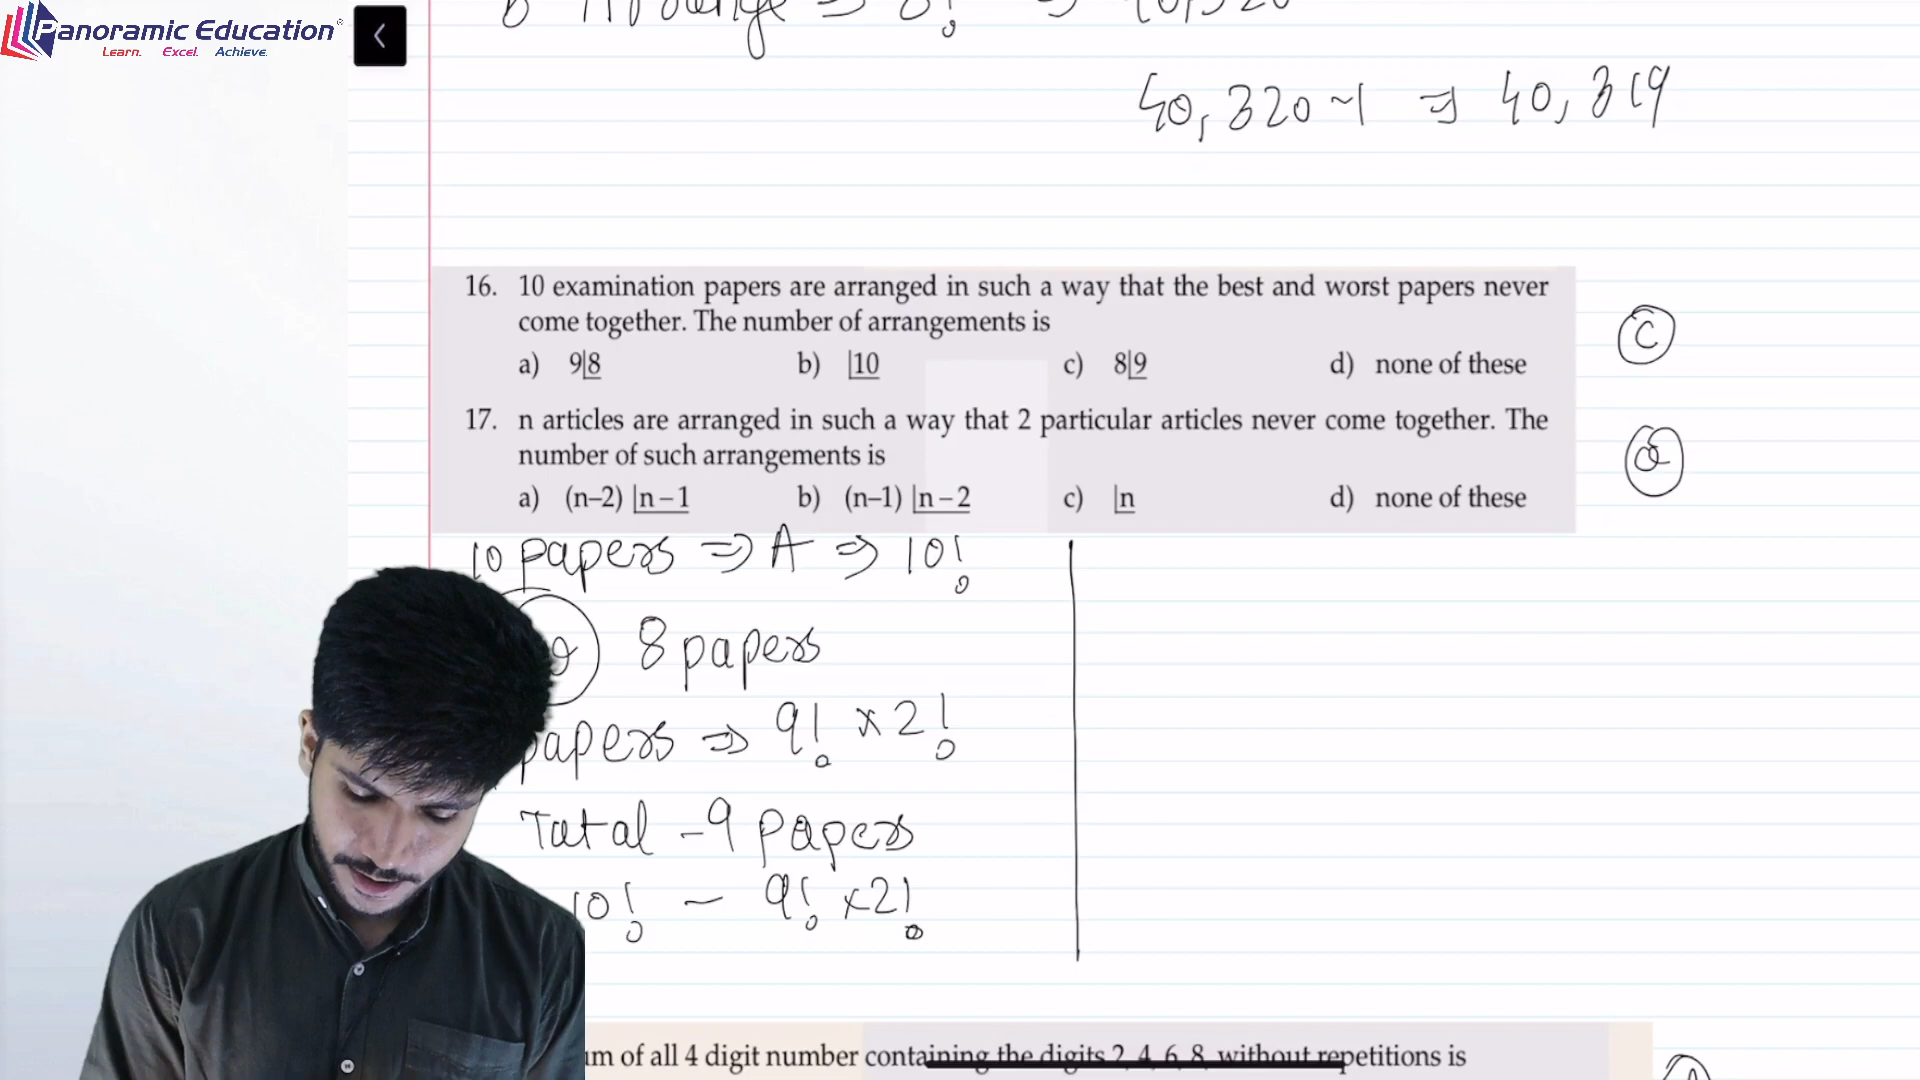 Panoramic Education
Learn. Excel. Achieve.
40,320-1 ⇒ 40,319
16. 10 examination papers are arranged in such a way that the best and worst papers never
come together. The number of arrangements is
a) 9|8 b) |10 c) 8|9 d) none of these
C
17. n articles are arranged in such a way that 2 particular articles never come together. The
number of such arrangements is
a) (n–2) |n – 1 b) (n–1) |n – 2 c) |n d) none of these
a
10 papers ⇒ A ⇒ 10!
8 papers
papers ⇒ 9! × 2!
Total - 9 papers
10! - 9! × 2!
of all 4 digit number containing the digits 2, 4, 6, 8, without repetitions is